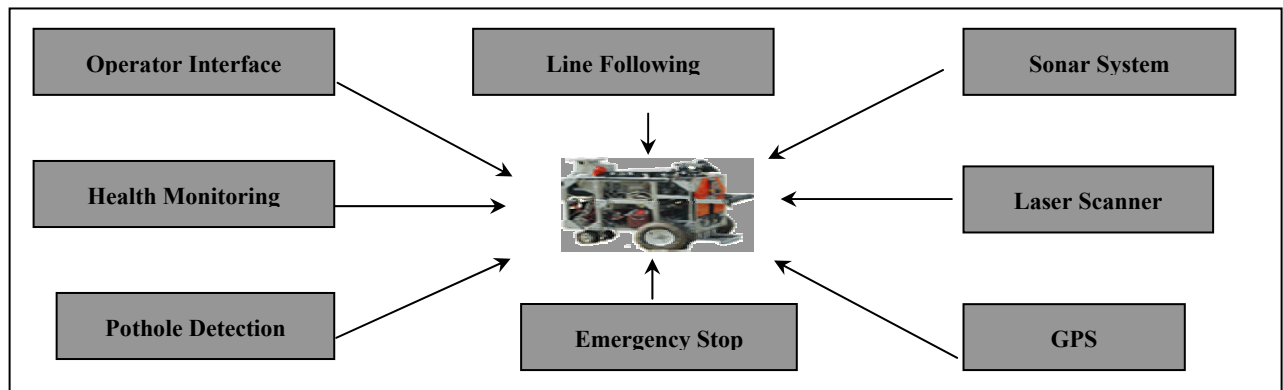 Operator Interface
Line Following
Sonar System
Health Monitoring
Laser Scanner
Pothole Detection
Emergency Stop
GPS